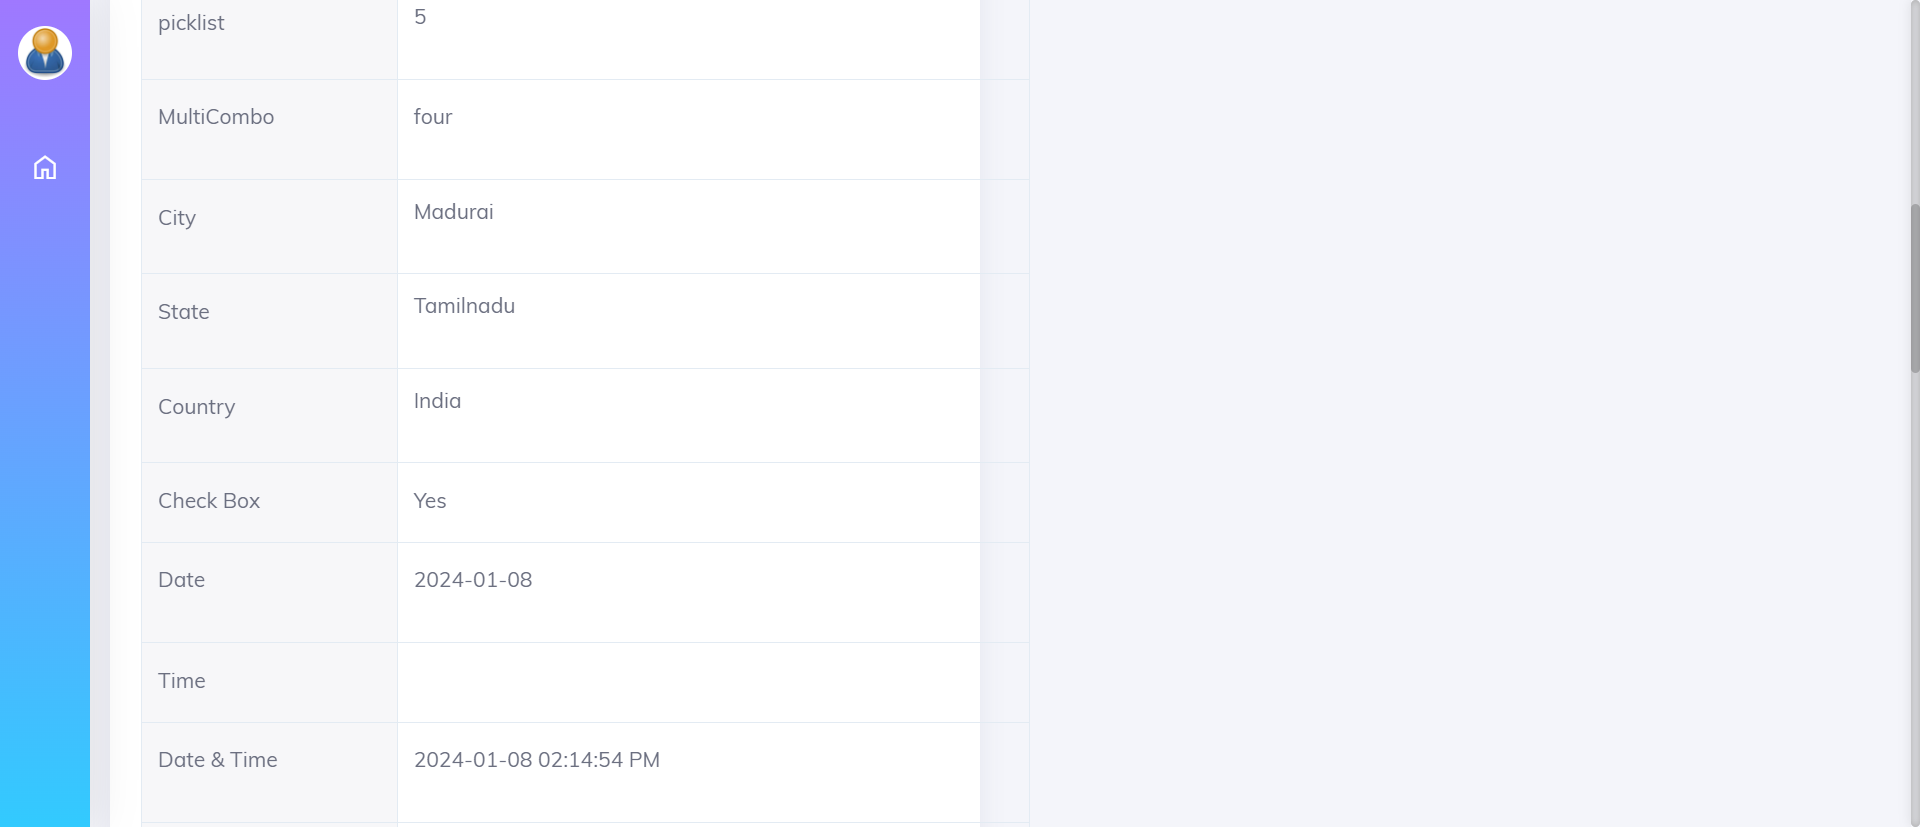 picklist 5
MultiCombo four
City Madurai
State Tamilnadu
Country India
Check Box Yes
Date 2024-01-08
Time
Date & Time 2024-01-08 02:14:54 PM